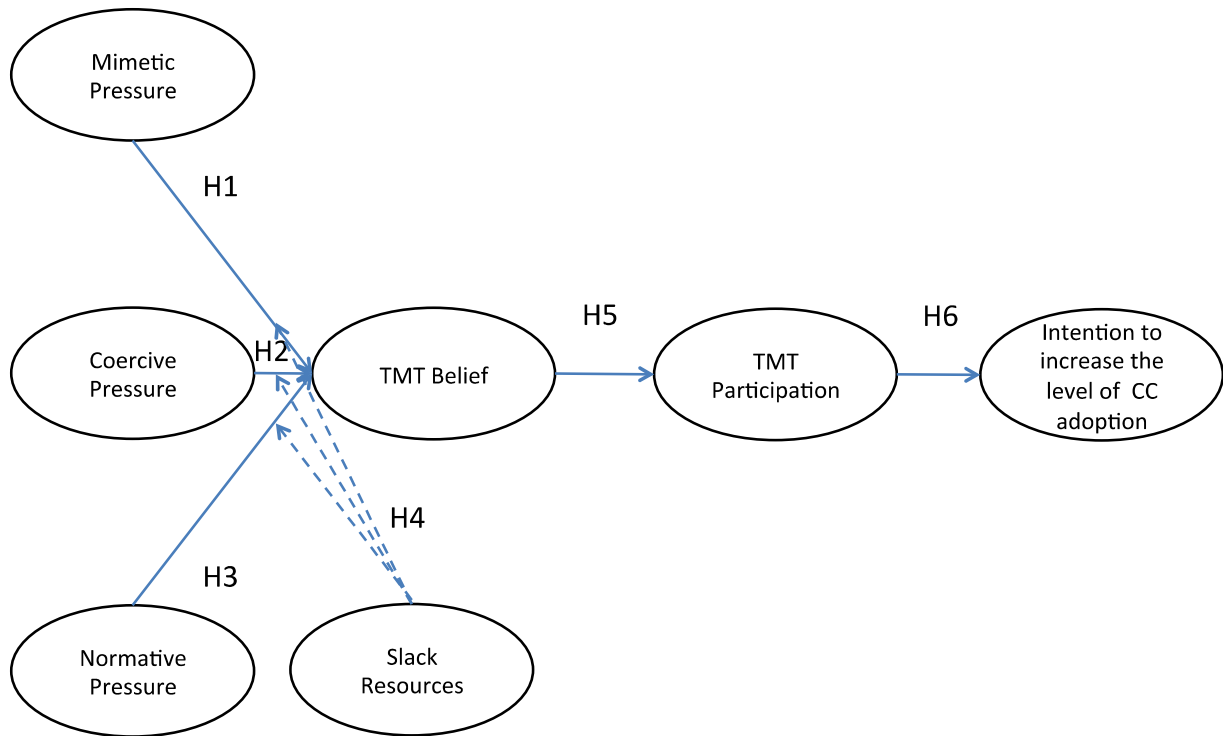 Mimetic
Pressure
H1
Coercive
Pressure
H2
TMT Belief
H5
TMT
Participation
H6
Intention to
increase the
level of CC
adoption
H4
H3
Normative
Pressure
Slack
Resources